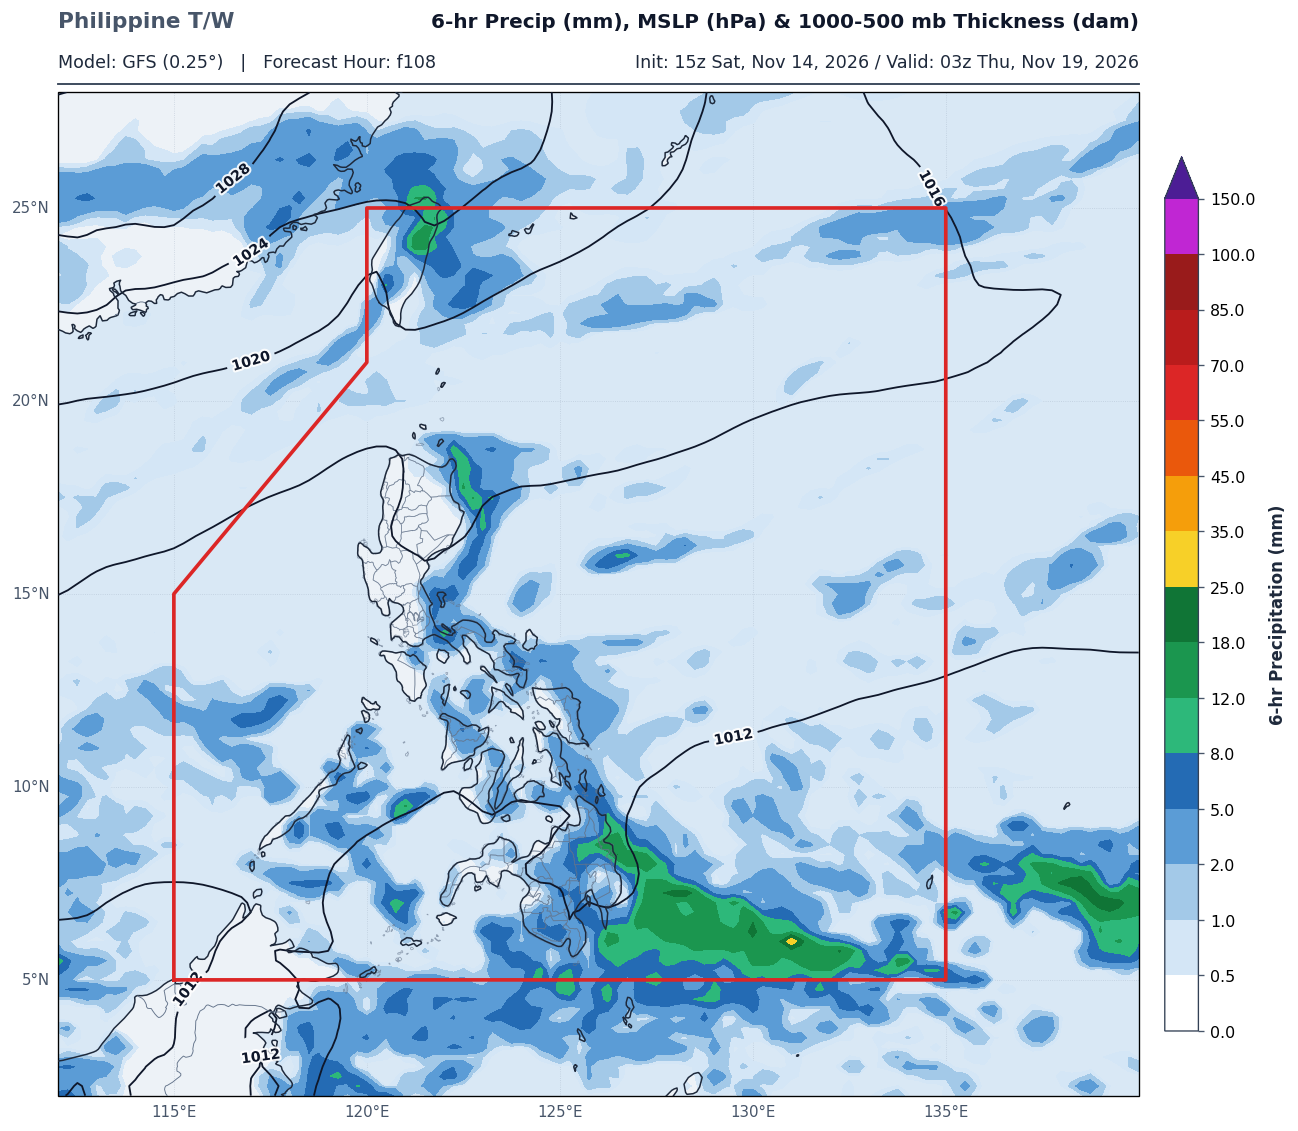 Philippine T/W
6-hr Precip (mm), MSLP (hPa) & 1000-500 mb Thickness (dam)
Model: GFS (0.25°)   |   Forecast Hour: f108
Init: 15z Sat, Nov 14, 2026 / Valid: 03z Thu, Nov 19, 2026
1028
1024
1020
1016
1012
1012
1012
25°N
20°N
15°N
10°N
5°N
115°E
120°E
125°E
130°E
135°E
150.0
100.0
85.0
70.0
55.0
45.0
35.0
25.0
18.0
12.0
8.0
5.0
2.0
1.0
0.5
0.0
6-hr Precipitation (mm)